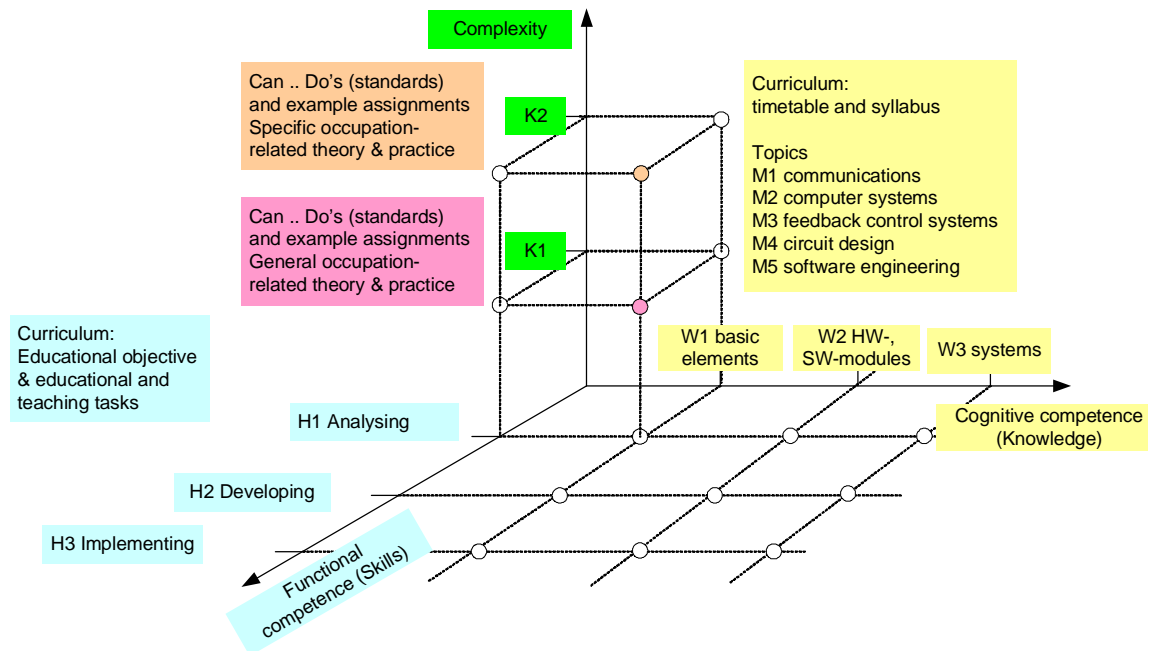 Complexity
Can .. Do's (standards)
and example assignments
Specific occupation-
related theory & practice
K2
Curriculum:
timetable and syllabus
Topics
M1 communications
M2 computer systems
M3 feedback control systems
M4 circuit design
M5 software engineering
Can .. Do's (standards)
and example assignments
General occupation-
related theory & practice
K1
Curriculum:
Educational objective
& educational and
teaching tasks
W1 basic
elements
W2 HW-,
SW-modules
W3 systems
Cognitive competence
(Knowledge)
H1 Analysing
H2 Developing
H3 Implementing
Functional
competence (Skills)